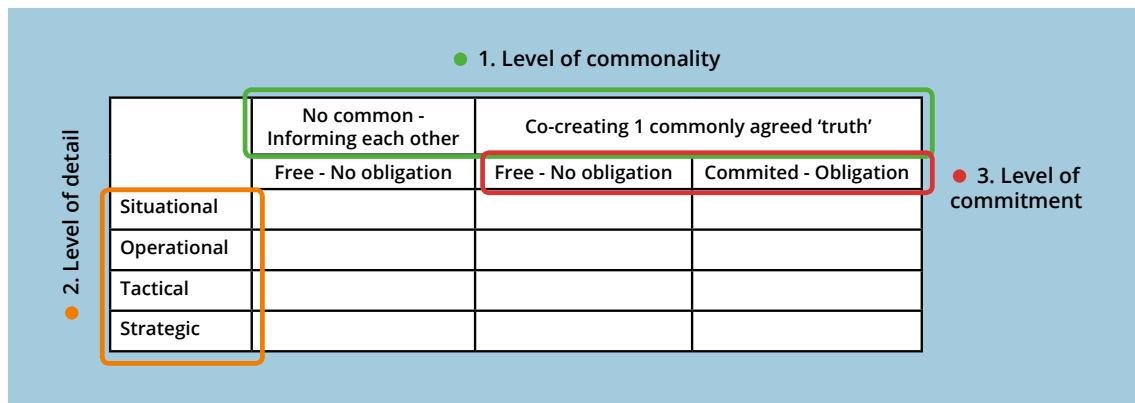 1. Level of commonality
No common -
Informing each other
Co-creating 1 commonly agreed ‘truth’
Free - No obligation
Free - No obligation
Commited - Obligation
3. Level of
commitment
2. Level of detail
Situational
Operational
Tactical
Strategic